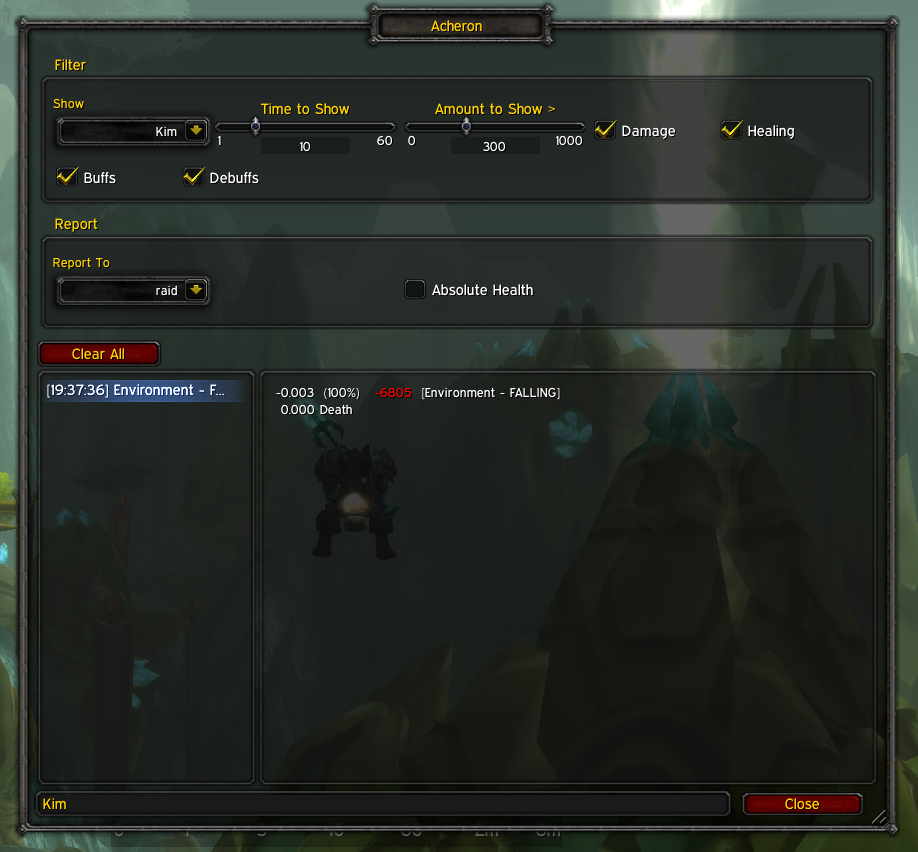 Acheron
Filter
Show
Time to Show
Amount to Show >
Kim
1
10
60
0
300
1000
Damage
Healing
Buffs
Debuffs
Report
Report To
raid
Absolute Health
Clear All
[19:37:36] Environment - F...
-0.003 (100%) -6805 [Environment - FALLING]
0.000 Death
Kim
Close